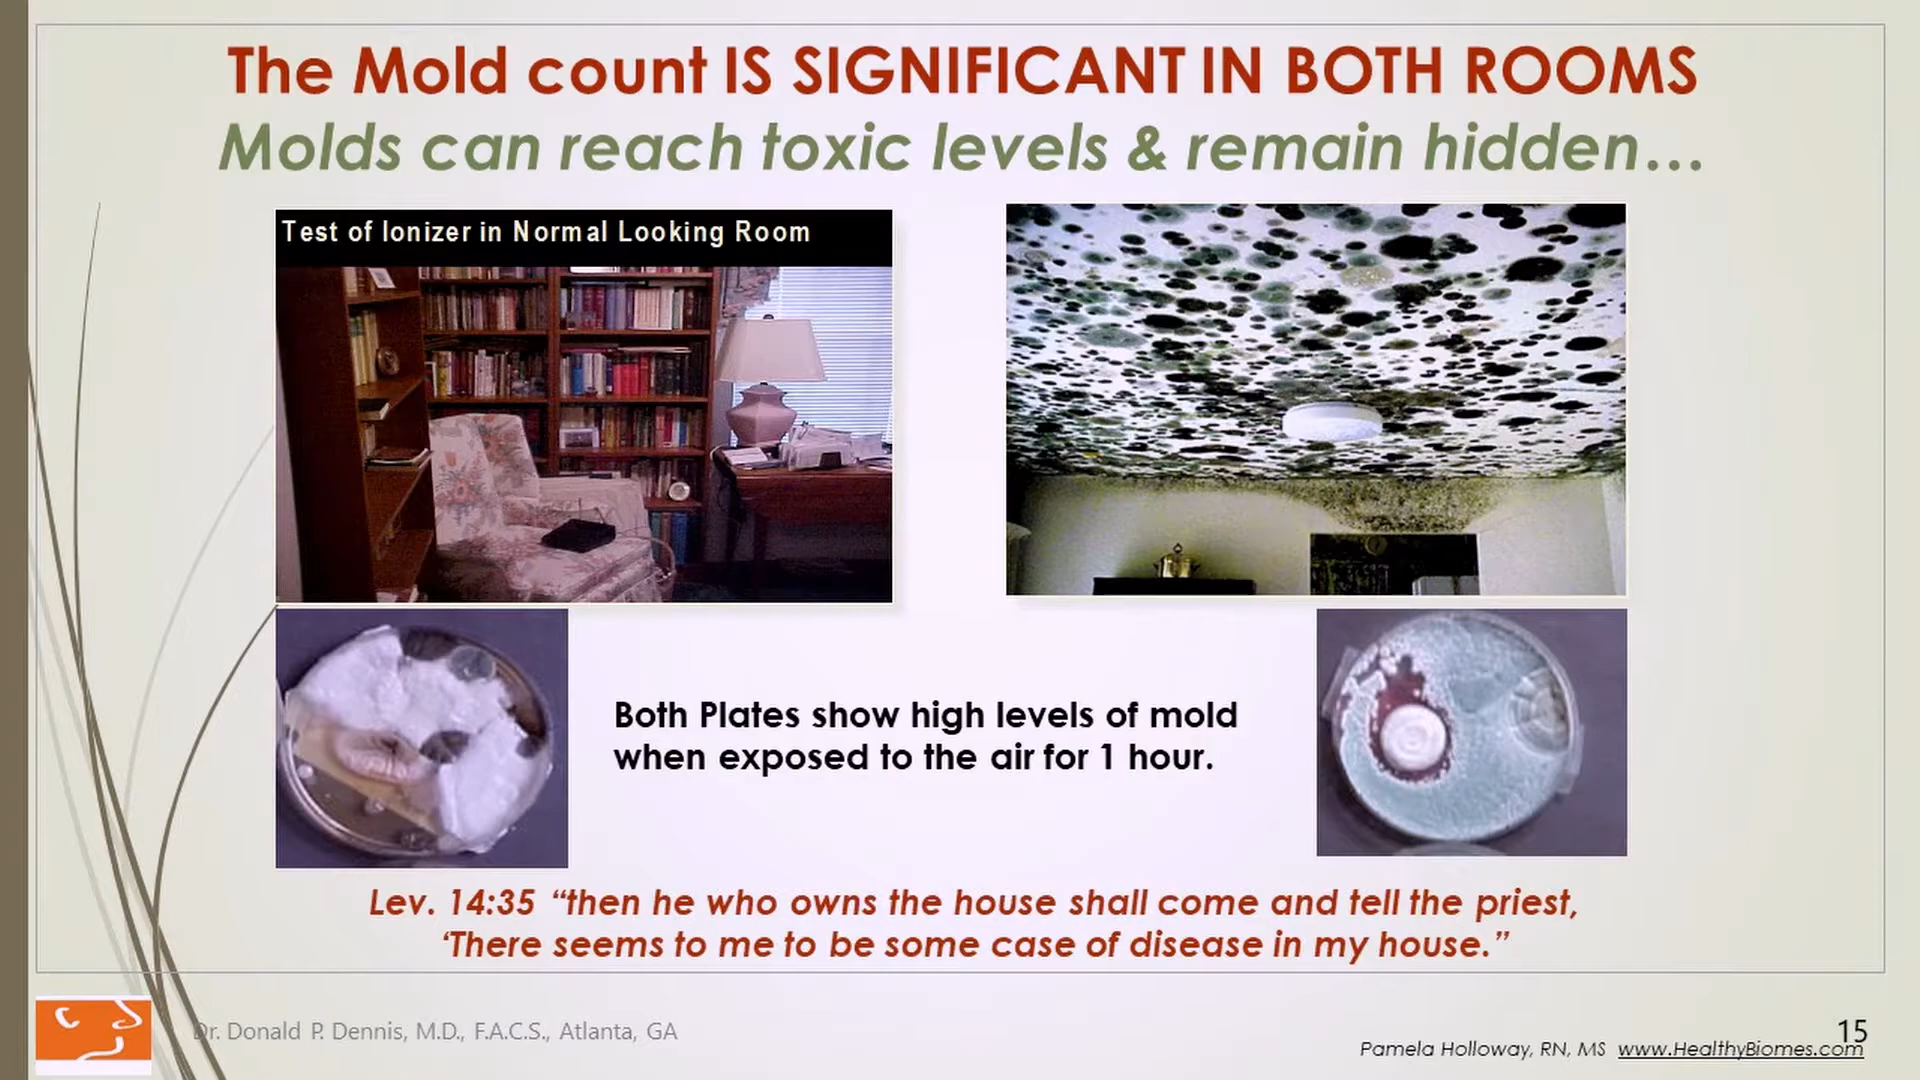 The Mold count IS SIGNIFICANT IN BOTH ROOMS
Molds can reach toxic levels & remain hidden…
Test of Ionizer in Normal Looking Room
Both Plates show high levels of mold
when exposed to the air for 1 hour.
Lev. 14:35 “then he who owns the house shall come and tell the priest,
‘There seems to me to be some case of disease in my house.”
Dr. Donald P. Dennis, M.D., F.A.C.S., Atlanta, GA
15
Pamela Holloway, RN, MS www.HealthyBiomes.com